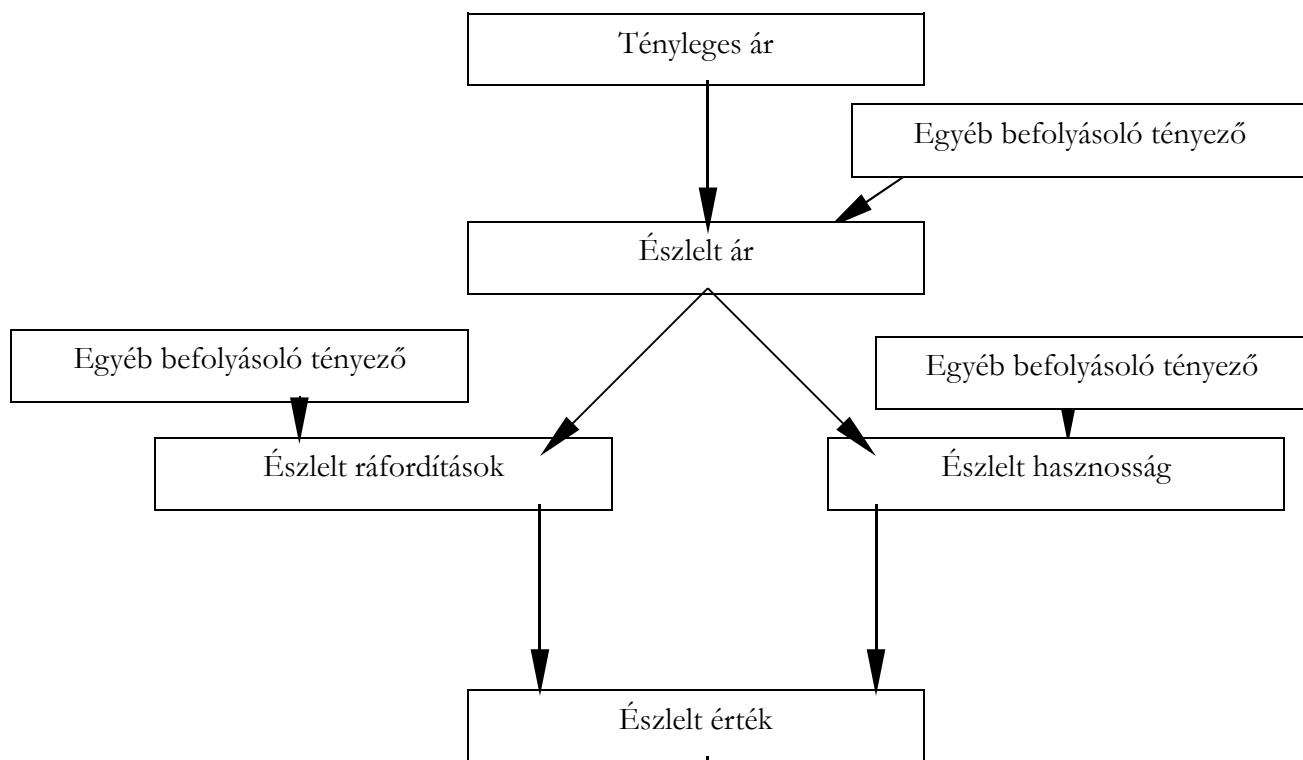 Tényleges ár
Egyéb befolyásoló tényező
Észlelt ár
Egyéb befolyásoló tényező
Egyéb befolyásoló tényező
Észlelt ráfordítások
Észlelt hasznosság
Észlelt érték